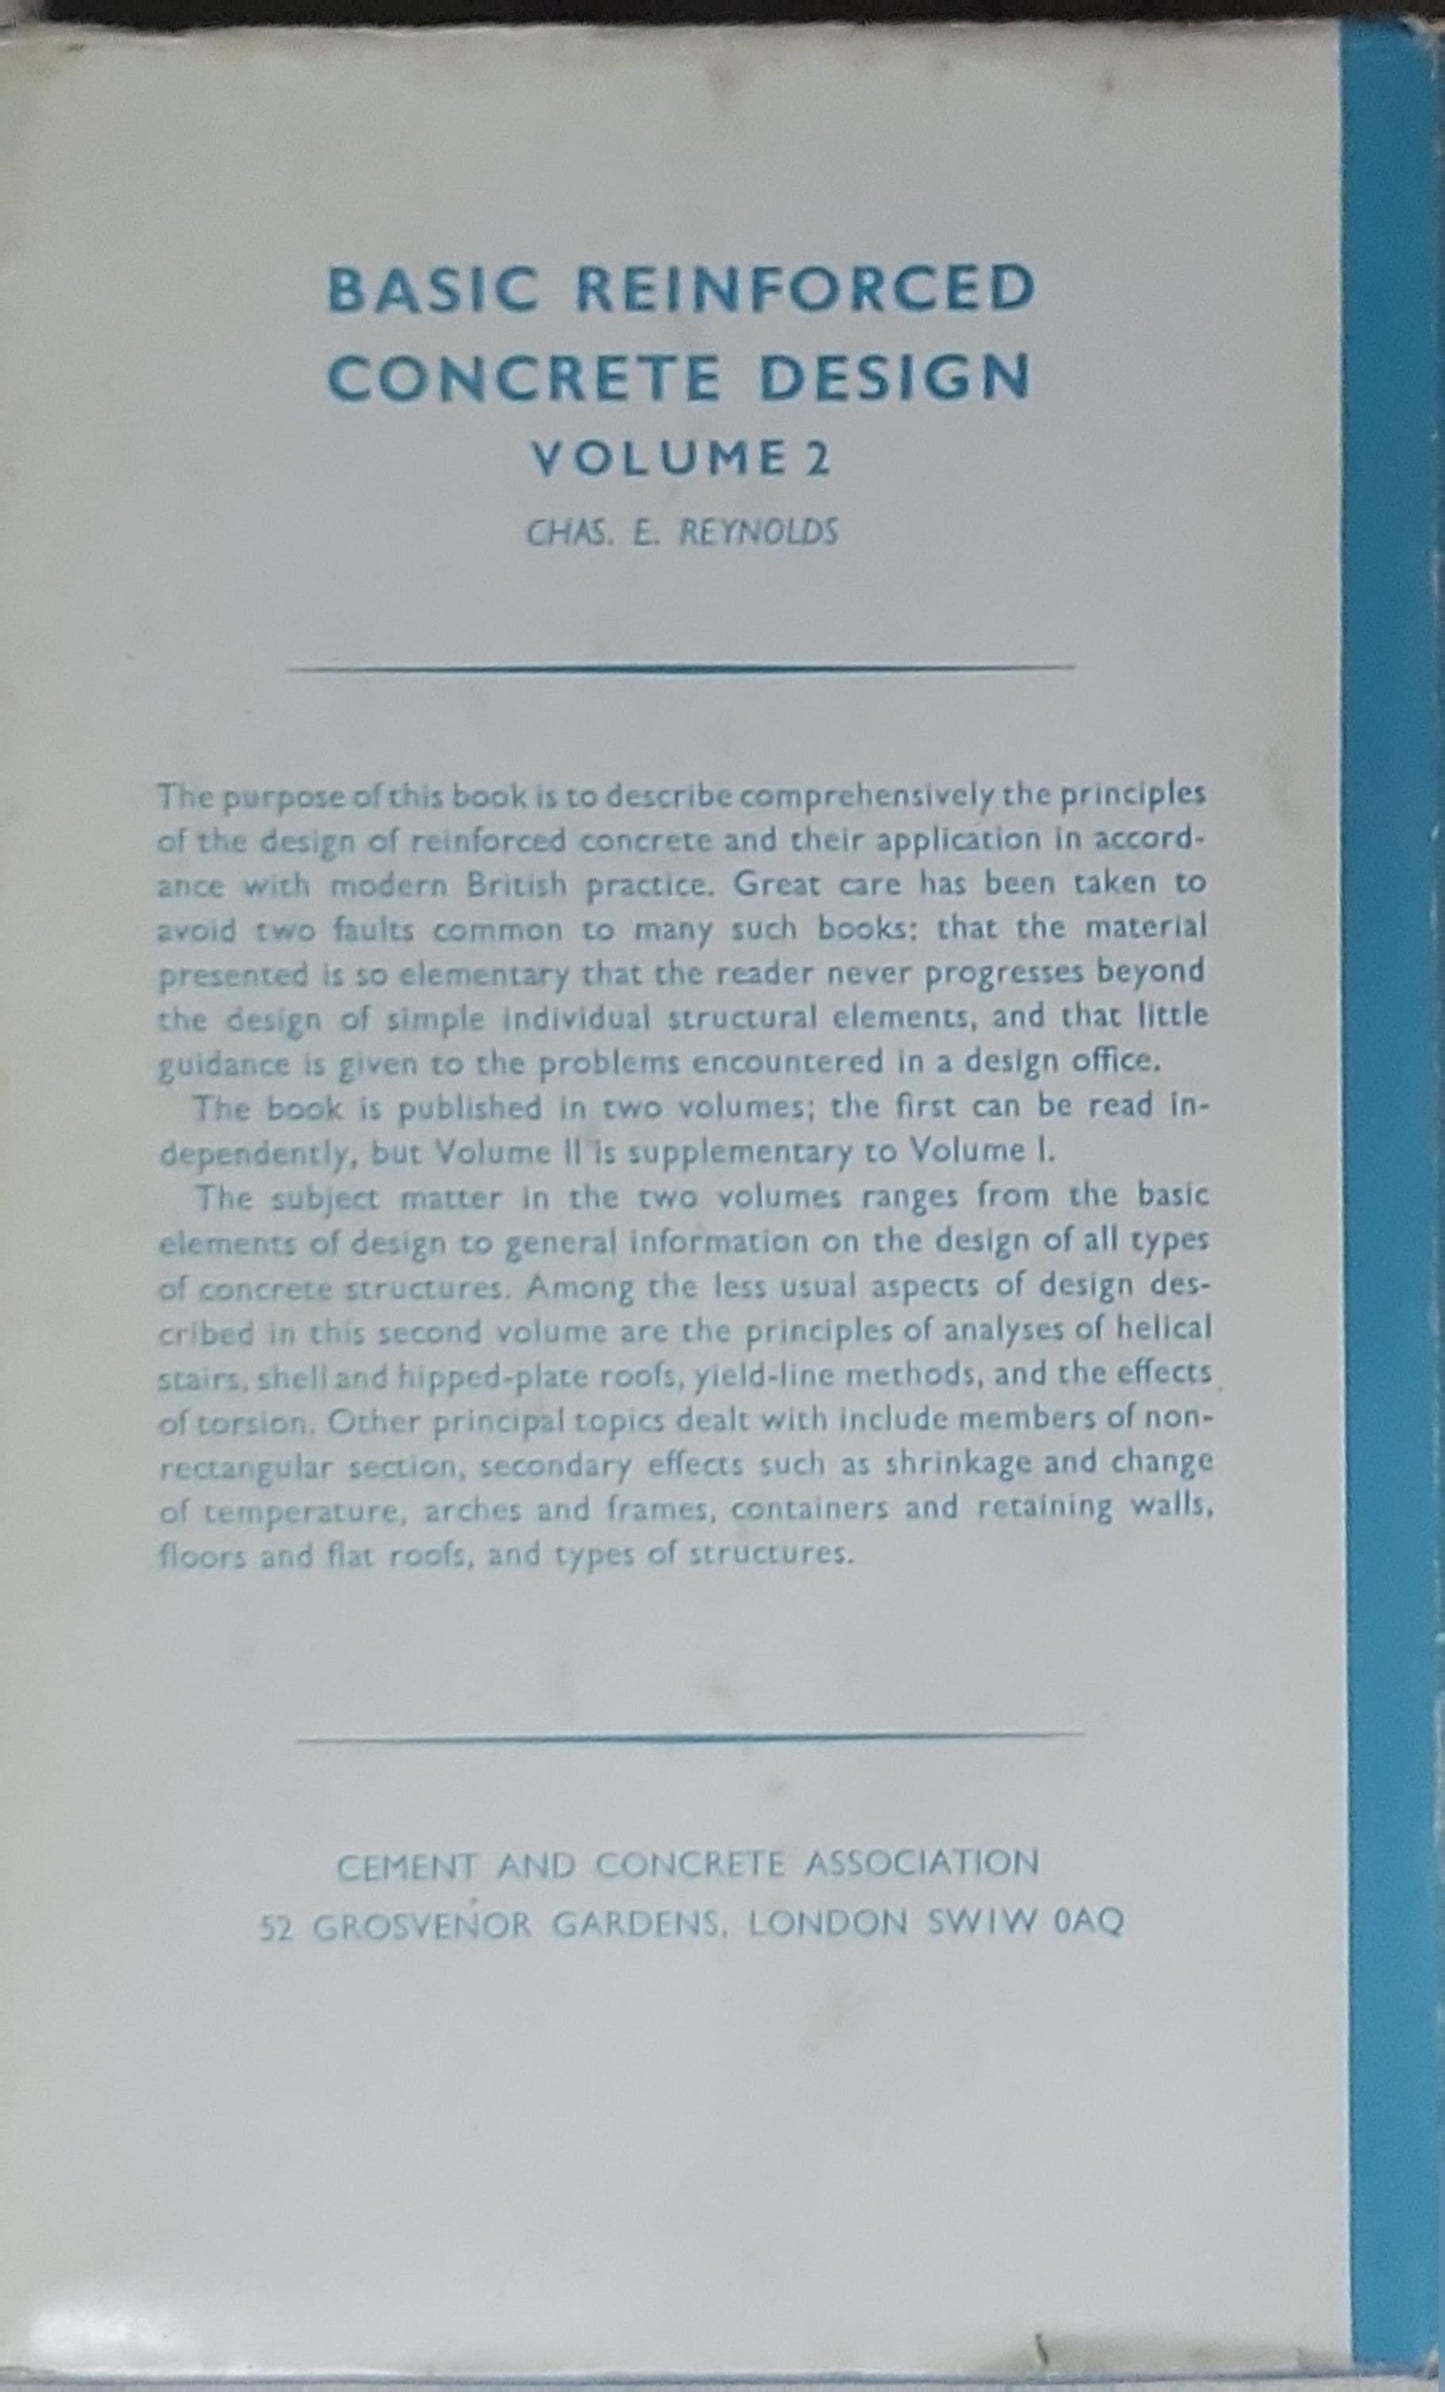 BASIC REINFORCED
CONCRETE DESIGN
VOLUME 2
CHAS. E. REYNOLDS
The purpose of this book is to describe comprehensively the principles
of the design of reinforced concrete and their application in accord-
ance with modern British practice. Great care has been taken to
avoid two faults common to many such books: that the material
presented is so elementary that the reader never progresses beyond
the design of simple individual structural elements, and that little
guidance is given to the problems encountered in a design office.
The book is published in two volumes; the first can be read in-
dependently, but Volume II is supplementary to Volume I.
The subject matter in the two volumes ranges from the basic
elements of design to general information on the design of all types
of concrete structures. Among the less usual aspects of design des-
cribed in this second volume are the principles of analyses of helical
stairs, shell and hipped-plate roofs, yield-line methods, and the effects
of torsion. Other principal topics dealt with include members of non-
rectangular section, secondary effects such as shrinkage and change
of temperature, arches and frames, containers and retaining walls,
floors and flat roofs, and types of structures.
CEMENT AND CONCRETE ASSOCIATION
52 GROSVENOR GARDENS, LONDON SW1W 0AQ